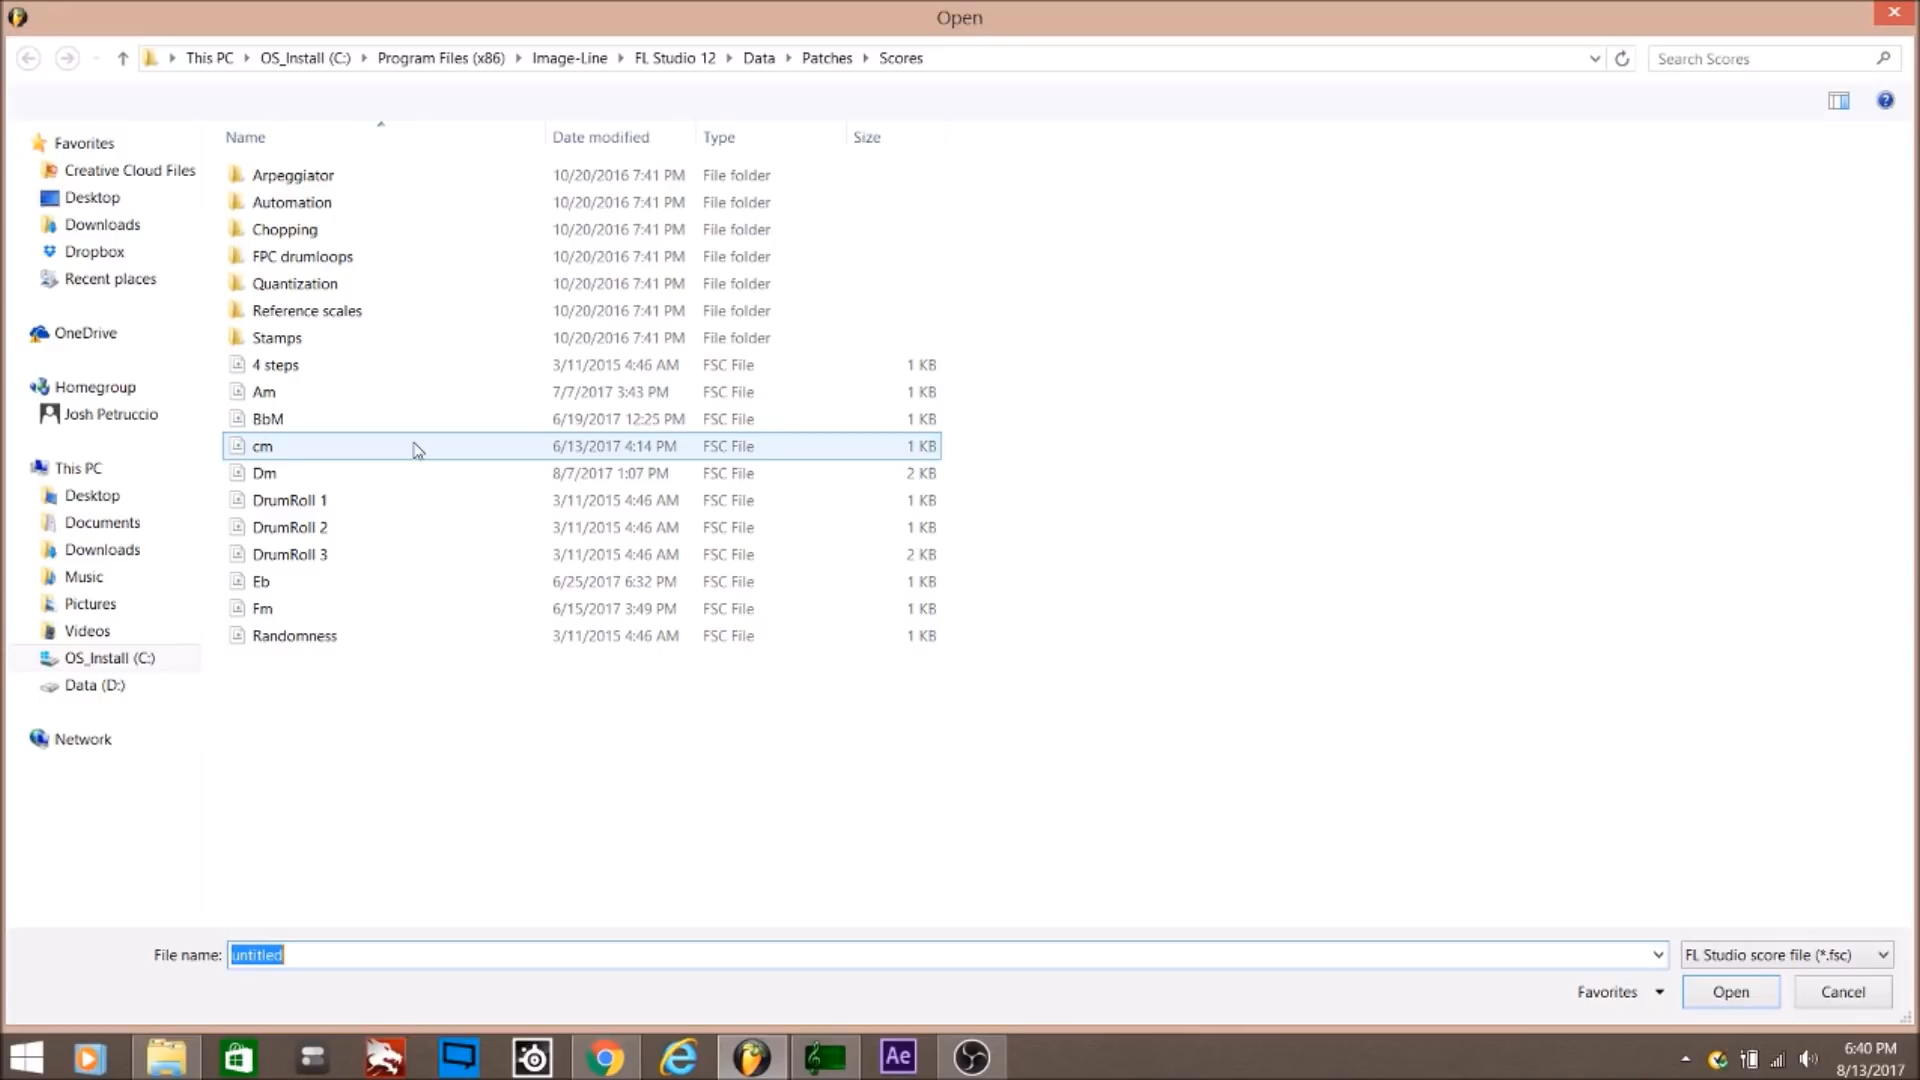 Open
This PC
OS_Install (C:)
Program Files (x86)
Image-Line
FL Studio 12
Data
Patches
Scores
Search Scores
Name
Date modified
Type
Size
Favorites
Creative Cloud Files
Desktop
Downloads
Dropbox
Recent places
OneDrive
Homegroup
Josh Petruccio
This PC
Desktop
Documents
Downloads
Music
Pictures
Videos
OS_Install (C:)
Data (D:)
Network
Arpeggiator 10/20/2016 7:41 PM File folder
Automation 10/20/2016 7:41 PM File folder
Chopping 10/20/2016 7:41 PM File folder
FPC drumloops 10/20/2016 7:41 PM File folder
Quantization 10/20/2016 7:41 PM File folder
Reference scales 10/20/2016 7:41 PM File folder
Stamps 10/20/2016 7:41 PM File folder
4 steps 3/11/2015 4:46 AM FSC File 1 KB
Am 7/7/2017 3:43 PM FSC File 1 KB
BbM 6/19/2017 12:25 PM FSC File 1 KB
cm 6/13/2017 4:14 PM FSC File 1 KB
Dm 8/7/2017 1:07 PM FSC File 2 KB
DrumRoll 1 3/11/2015 4:46 AM FSC File 1 KB
DrumRoll 2 3/11/2015 4:46 AM FSC File 1 KB
DrumRoll 3 3/11/2015 4:46 AM FSC File 2 KB
Eb 6/25/2017 6:32 PM FSC File 1 KB
Fm 6/15/2017 3:49 PM FSC File 1 KB
Randomness 3/11/2015 4:46 AM FSC File 1 KB
File name: untitled
FL Studio score file (*.fsc)
Favorites
Open
Cancel
Ae
6:40 PM
8/13/2017